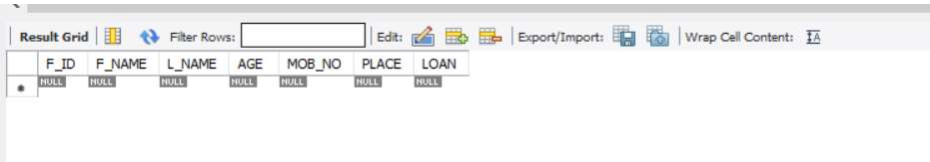 Result Grid Filter Rows: Edit: Export/Import: Wrap Cell Content: IA
F_ID F_NAME L_NAME AGE MOB_NO PLACE LOAN
NULL NULL NULL NULL NULL NULL NULL